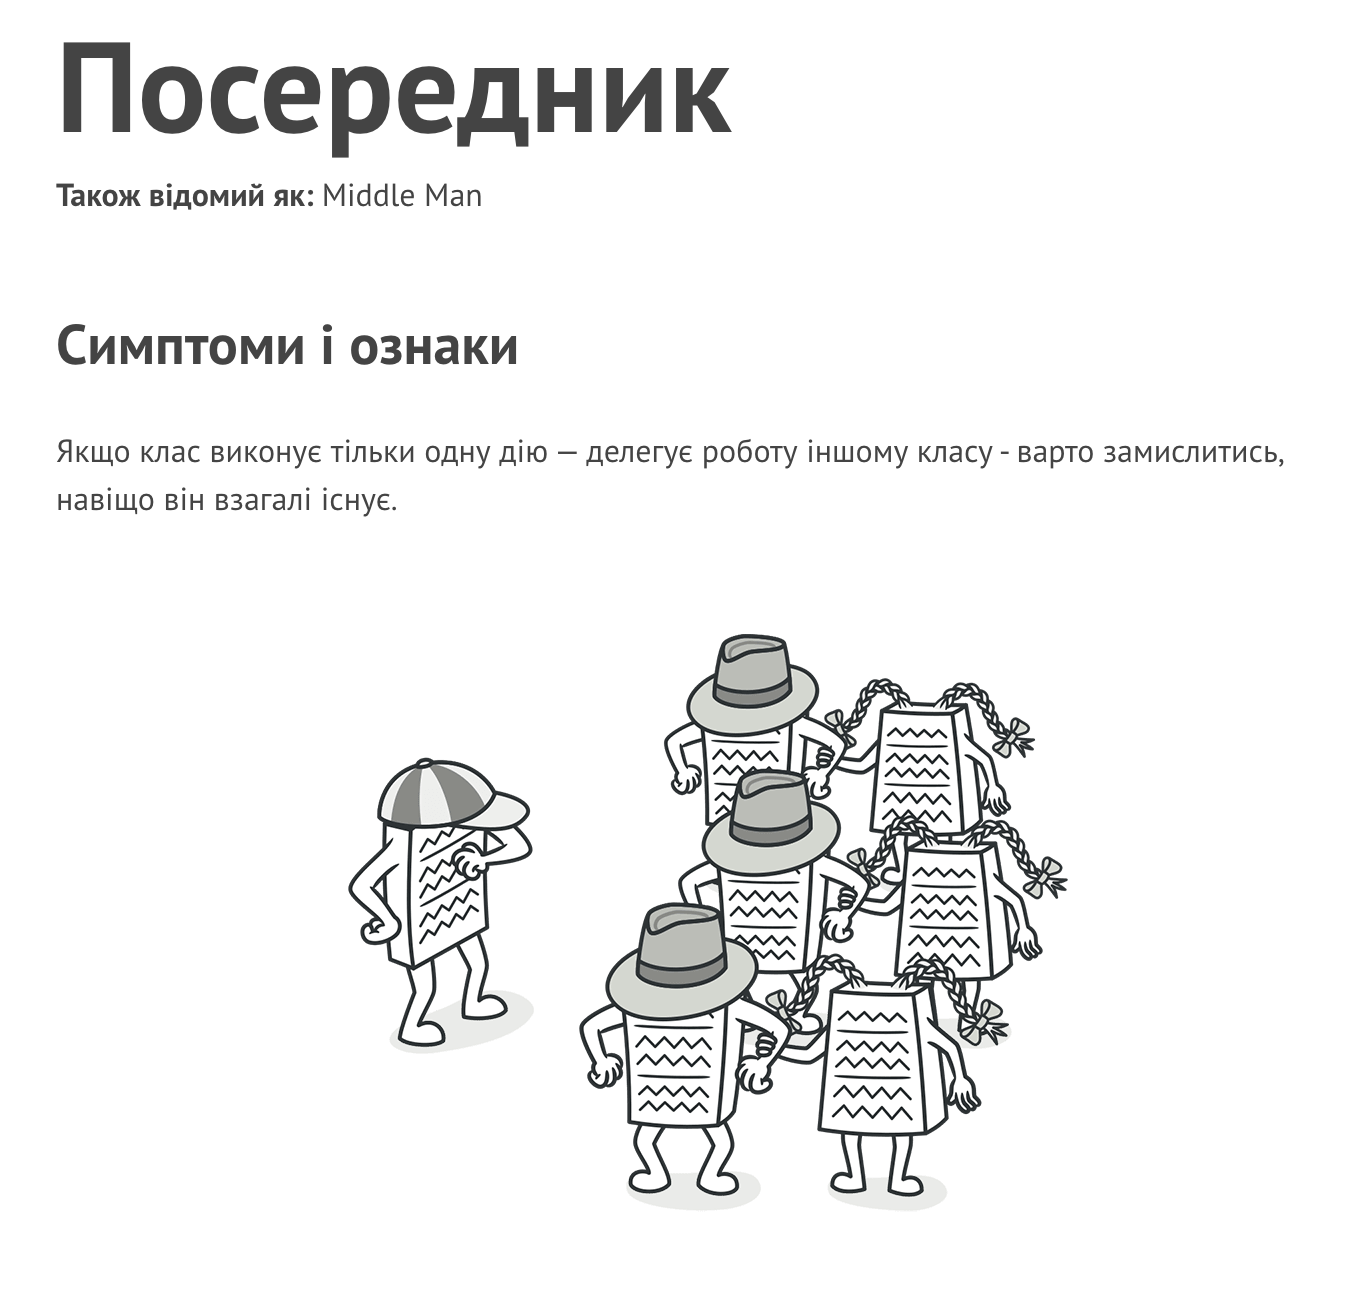 Посередник
Також відомий як: Middle Man
Симптоми і ознаки
Якщо клас виконує тільки одну дію — делегує роботу іншому класу - варто замислитись,
навіщо він взагалі існує.